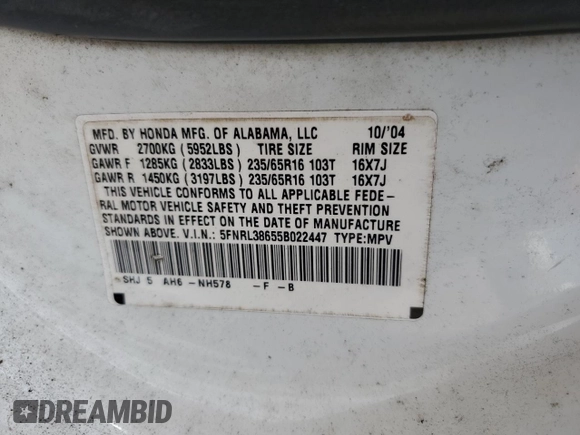 MFD. BY HONDA MFG. OF ALABAMA, LLC 10/'04
GVWR 2700KG (5952LBS) TIRE SIZE RIM SIZE
GAWR F 1285KG (2833LBS) 235/65R16 103T 16X7J
GAWR R 1450KG (3197LBS) 235/65R16 103T 16X7J
THIS VEHICLE CONFORMS TO ALL APPLICABLE FEDE-
RAL MOTOR VEHICLE SAFETY AND THEFT PREVENTION
STANDARDS IN EFFECT ON THE DATE OF MANUFACTURE
SHOWN ABOVE. V.I.N.: 5FNRL38655B022447 TYPE:MPV
SHJ 5 AH6 -NH578 -F -B
DREAMBID